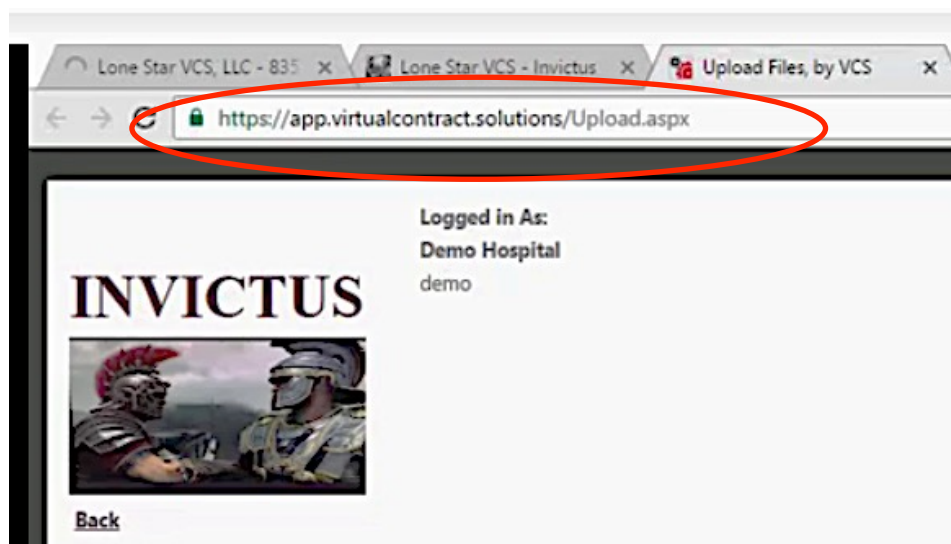 Lone Star VCS, LLC - 835
Lone Star VCS - Invictus
Upload Files, by VCS
https://app.virtualcontract.solutions/Upload.aspx
Logged in As:
Demo Hospital
demo
INVICTUS
Back